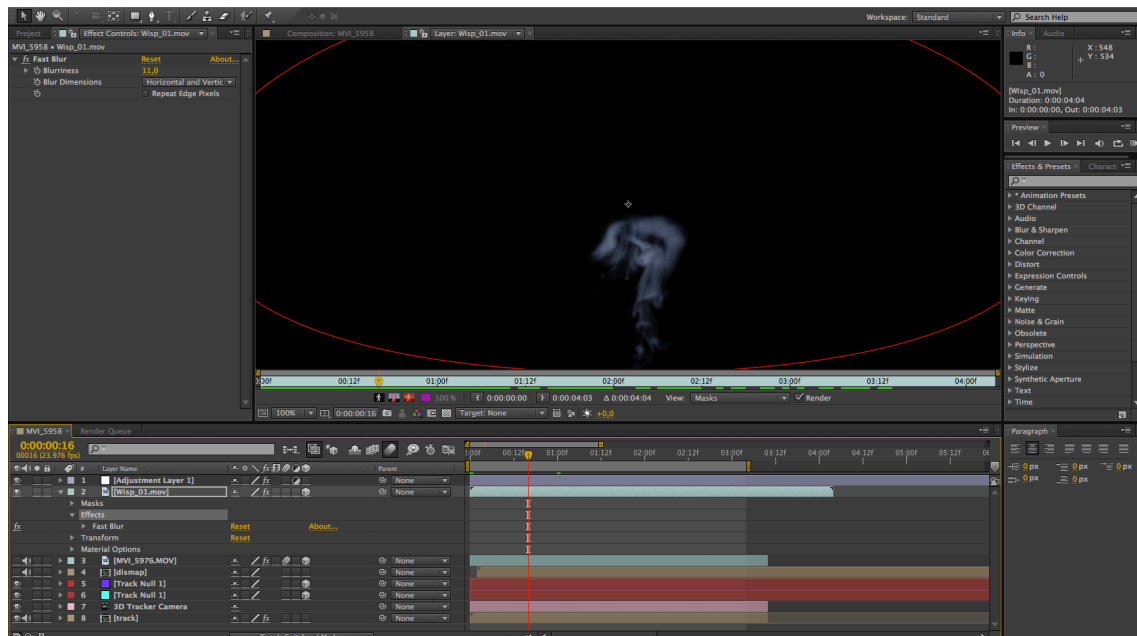 Workspace: Standard
Search Help
Project Effect Controls: Wisp_01.mov
Composition: MVI_5958
Layer: Wisp_01.mov
Info Audio
MVI_5958 • Wisp_01.mov
fx Fast Blur Reset About...
Blurriness 11,0
Blur Dimensions Horizontal and Vertic
Repeat Edge Pixels
R : X : 548
G : Y : 534
B :
A : 0
[Wisp_01.mov]
Duration: 0:00:04:04
In: 0:00:00:00, Out: 0:00:04:03
Preview
Effects & Presets Charact
* Animation Presets
3D Channel
Audio
Blur & Sharpen
Channel
Color Correction
Distort
Expression Controls
Generate
Keying
Matte
Noise & Grain
Obsolete
Perspective
Simulation
Stylize
Synthetic Aperture
Text
Time
00f 00:12f 01:00f 01:12f 02:00f 02:12f 03:00f 03:12f 04:00f
100 % 0:00:00:00 0:00:04:03 Δ 0:00:04:04 View: Masks Render
100% 0:00:00:16 Target: None +0,0
MVI_5958 Render Queue
Paragraph
0:00:00:16
00016 (23.976 fps)
00f 00:12f 01:00f 01:12f 02:00f 02:12f 03:00f 03:12f 04:00f 04:12f 05:00f 05:12f
# Layer Name Parent
1 [Adjustment Layer 1] fx None
2 [Wisp_01.mov] fx None
Masks
Effects
fx Fast Blur Reset About...
Transform Reset
Material Options
3 [MVI_5976.MOV] fx None
4 [dismap] None
5 [Track Null 1] None
6 [Track Null 1] None
7 3D Tracker Camera None
8 [track] None
0 px 0 px 0 px
0 px 0 px